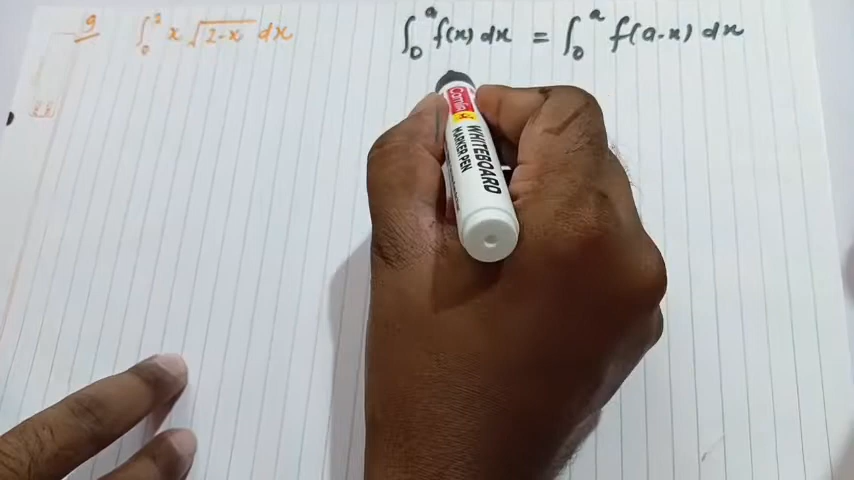 9 ∫₀² x √(2-x) dx
∫₀ᵃ f(x) dx = ∫₀ᵃ f(a-x) dx
Camlin
WHITEBOARD
MARKER PEN